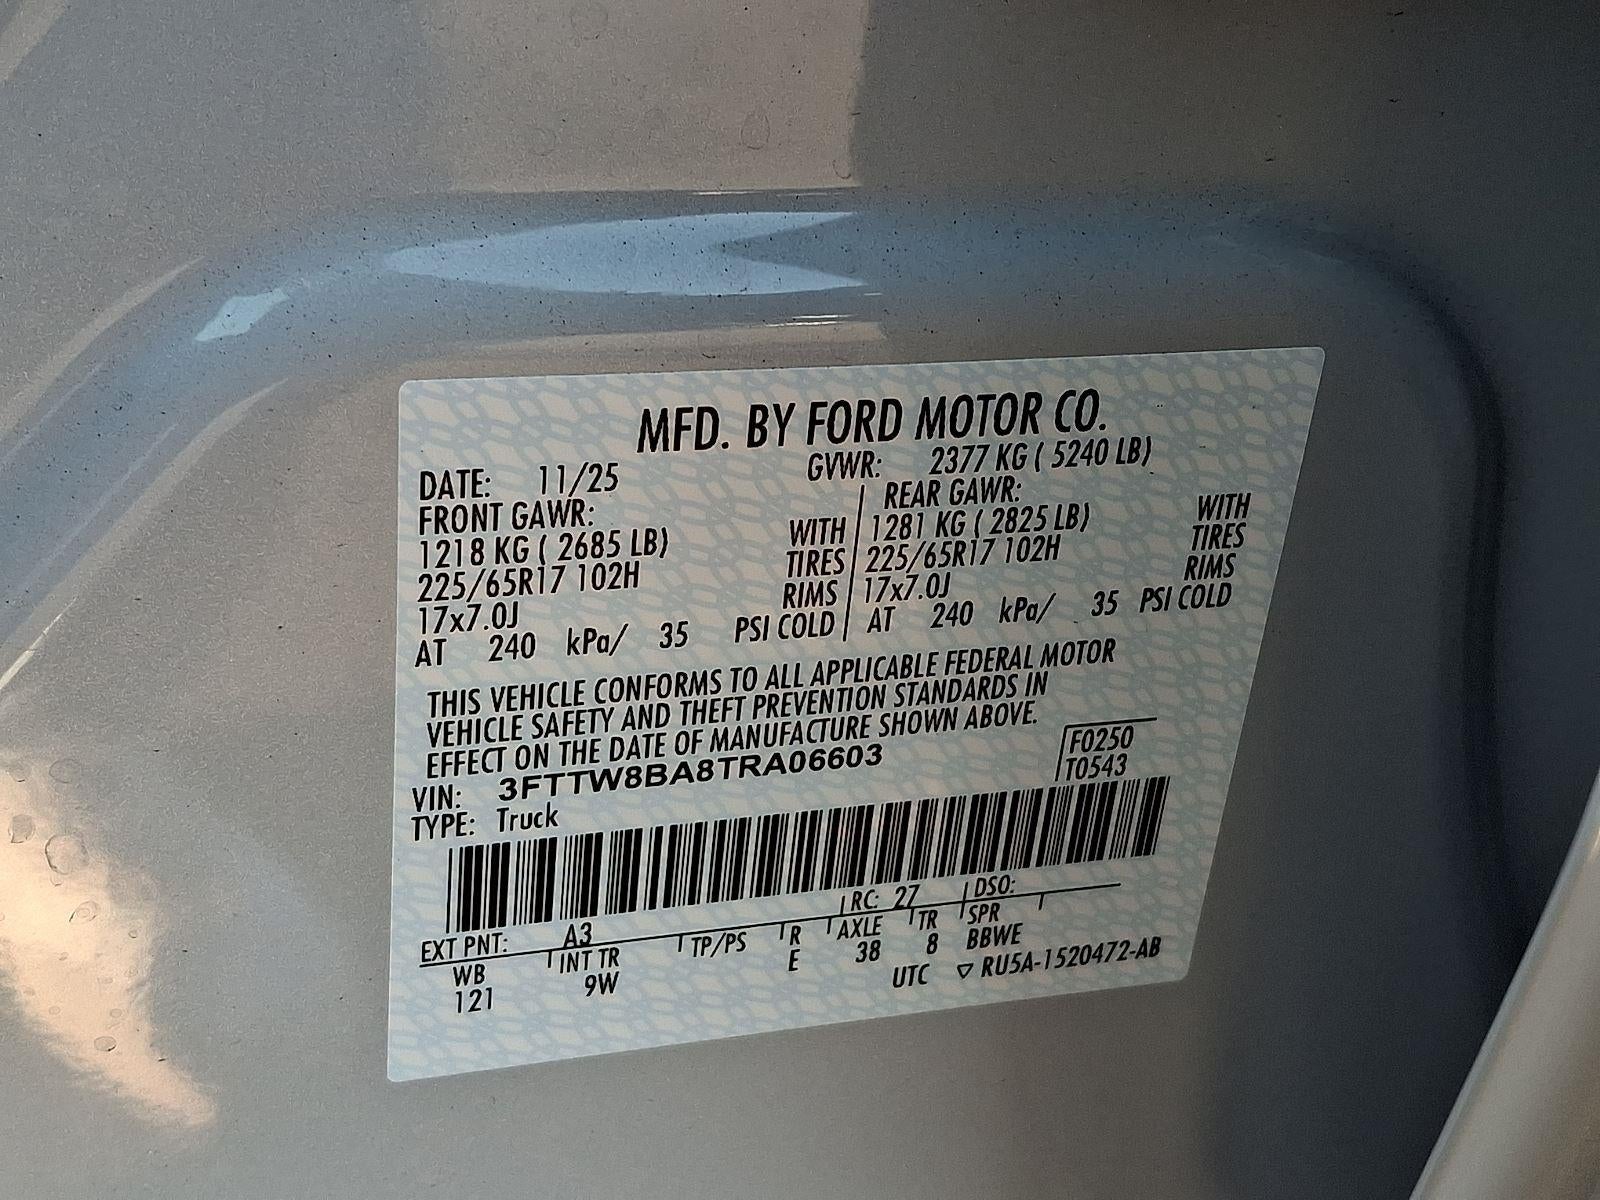 MFD. BY FORD MOTOR CO.
DATE: 11/25 GVWR: 2377 KG ( 5240 LB)
FRONT GAWR: REAR GAWR:
1218 KG ( 2685 LB) WITH 1281 KG ( 2825 LB) WITH
225/65R17 102H TIRES 225/65R17 102H TIRES
17x7.0J RIMS 17x7.0J RIMS
AT 240 kPa/ 35 PSI COLD AT 240 kPa/ 35 PSI COLD
THIS VEHICLE CONFORMS TO ALL APPLICABLE FEDERAL MOTOR
VEHICLE SAFETY AND THEFT PREVENTION STANDARDS IN
EFFECT ON THE DATE OF MANUFACTURE SHOWN ABOVE.
VIN: 3FTTW8BA8TRA06603 F0250
TYPE: Truck T0543
EXT PNT: A3 RC: 27 DSO:
WB INT TR TP/PS R AXLE TR SPR
121 9W E 38 8 BBWE
UTC ▽ RU5A-1520472-AB